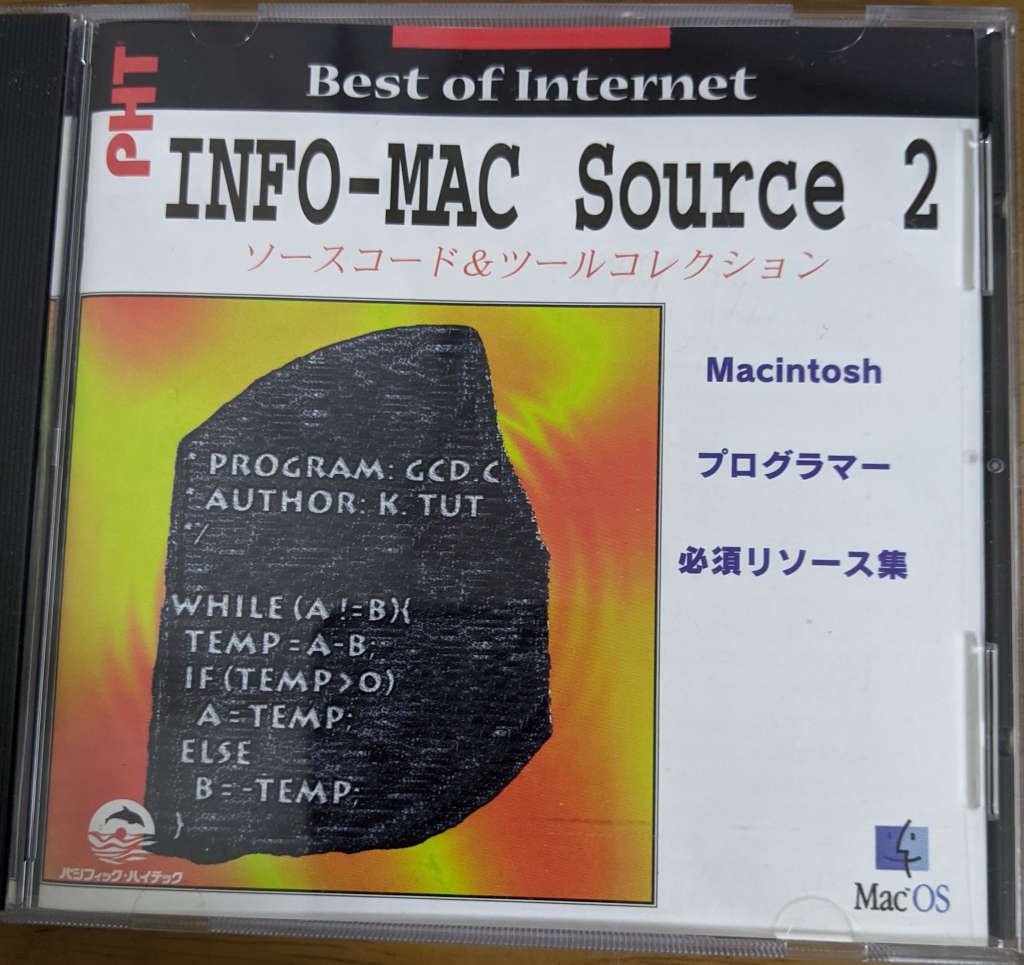 PHT
Best of Internet
INFO-MAC Source 2
ソースコード&ツールコレクション
Macintosh
プログラマー
必須リソース集
* PROGRAM: GCD.C
* AUTHOR: K. TUT
*/
WHILE(A !=B){
TEMP=A-B;
IF(TEMP>0)
A=TEMP;
ELSE
B=-TEMP;
}
パシフィック・ハイテック
Mac™OS